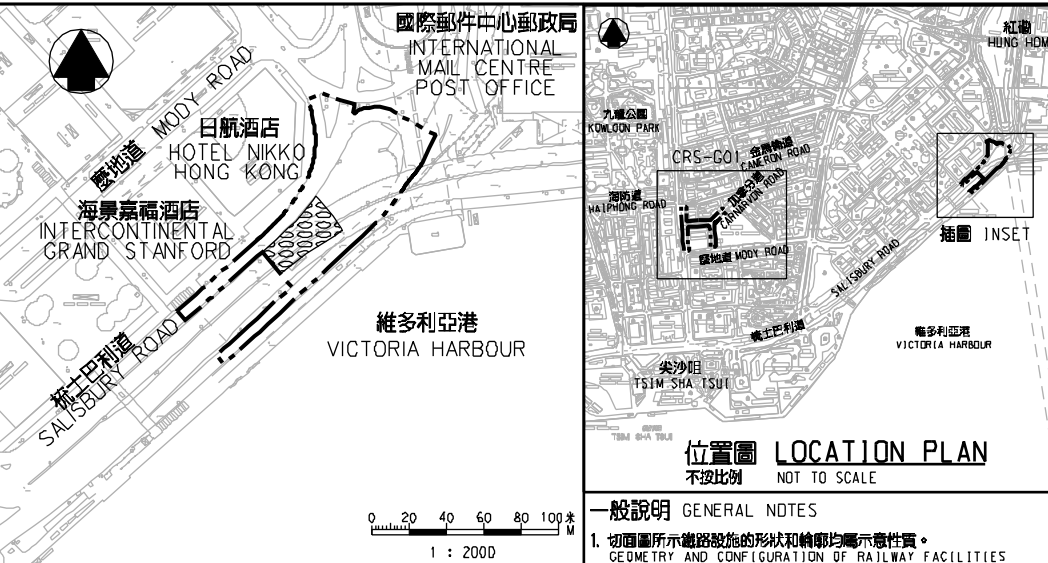 國際郵件中心郵政局
INTERNATIONAL
MAIL CENTRE
POST OFFICE
麼地道 MODY ROAD
日航酒店
HOTEL NIKKO
HONG KONG
海景嘉福酒店
INTERCONTINENTAL
GRAND STANFORD
維多利亞港
VICTORIA HARBOUR
梳士巴利道
SALISBURY ROAD
0 20 40 60 80 100 米
M
1 : 2000
紅磡
HUNG HOM
九龍公園
KOWLOON PARK
CRS-G01
金馬倫道
CAMERON ROAD
海防道
HAIPHONG ROAD
加拿分道
CARNARVON ROAD
麼地道 MODY ROAD
插圖 INSET
SALISBURY ROAD
梳士巴利道
維多利亞港
VICTORIA HARBOUR
尖沙咀
TSIM SHA TSUI
TSIM SHA TSUI
位置圖 LOCATION PLAN
不按比例 NOT TO SCALE
一般說明 GENERAL NOTES
1. 切面圖所示鐵路設施的形狀和輪廓均屬示意性質。
GEOMETRY AND CONFIGURATION OF RAILWAY FACILITIES